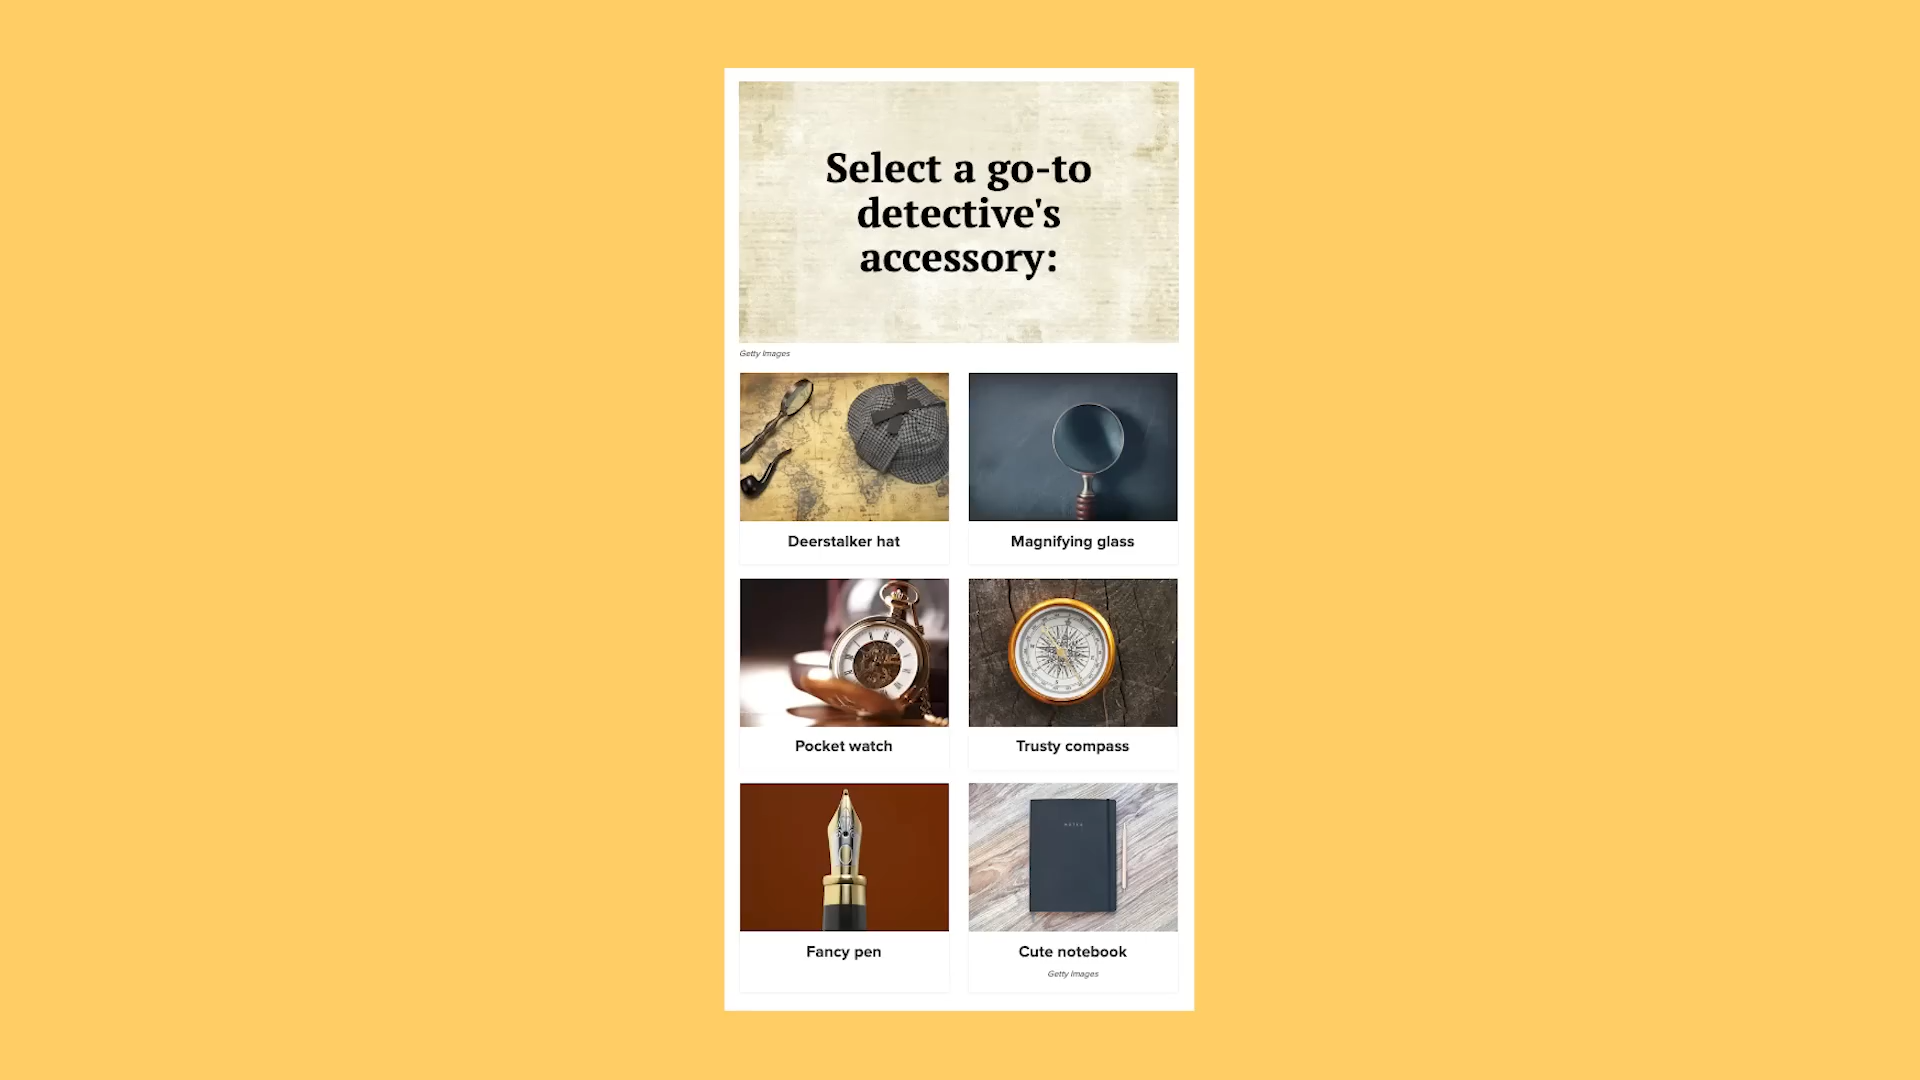 Select a go-to
detective's
accessory:
Getty Images
Deerstalker hat
Magnifying glass
Pocket watch
Trusty compass
Fancy pen
NOTES
Cute notebook
Getty Images